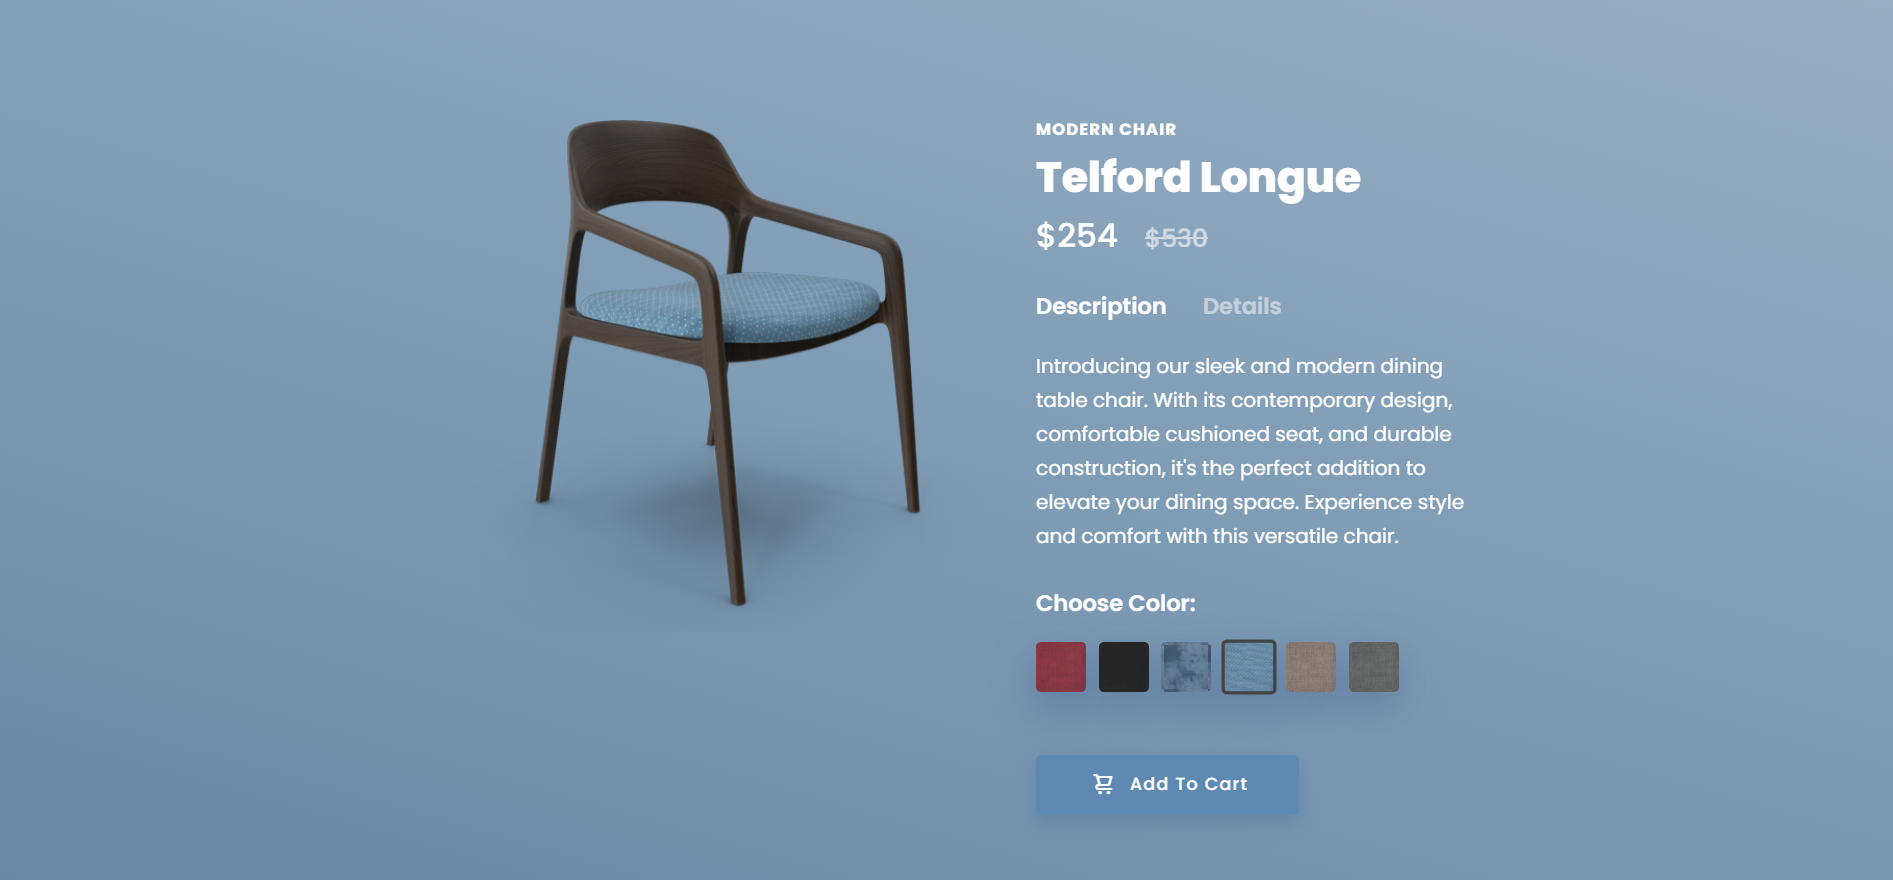 MODERN CHAIR
Telford Longue
$254 $530
Description Details
Introducing our sleek and modern dining
table chair. With its contemporary design,
comfortable cushioned seat, and durable
construction, it's the perfect addition to
elevate your dining space. Experience style
and comfort with this versatile chair.
Choose Color:
Add To Cart